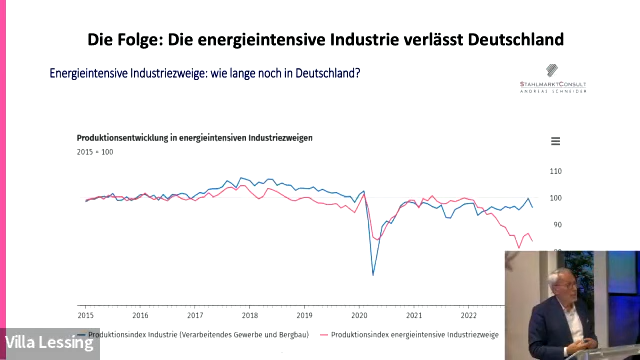 Die Folge: Die energieintensive Industrie verlässt Deutschland
Energieintensive Industriezweige: wie lange noch in Deutschland?
STAHLMARKTCONSULT
ANDREAS SCHNEIDER
Produktionsentwicklung in energieintensiven Industriezweigen
2015 = 100
110
100
90
2015 2016 2017 2018 2019 2020 2021 2022
Produktionsindex Industrie (Verarbeitendes Gewerbe und Bergbau) Produktionsindex energieintensive Industriezweige
Villa Lessing